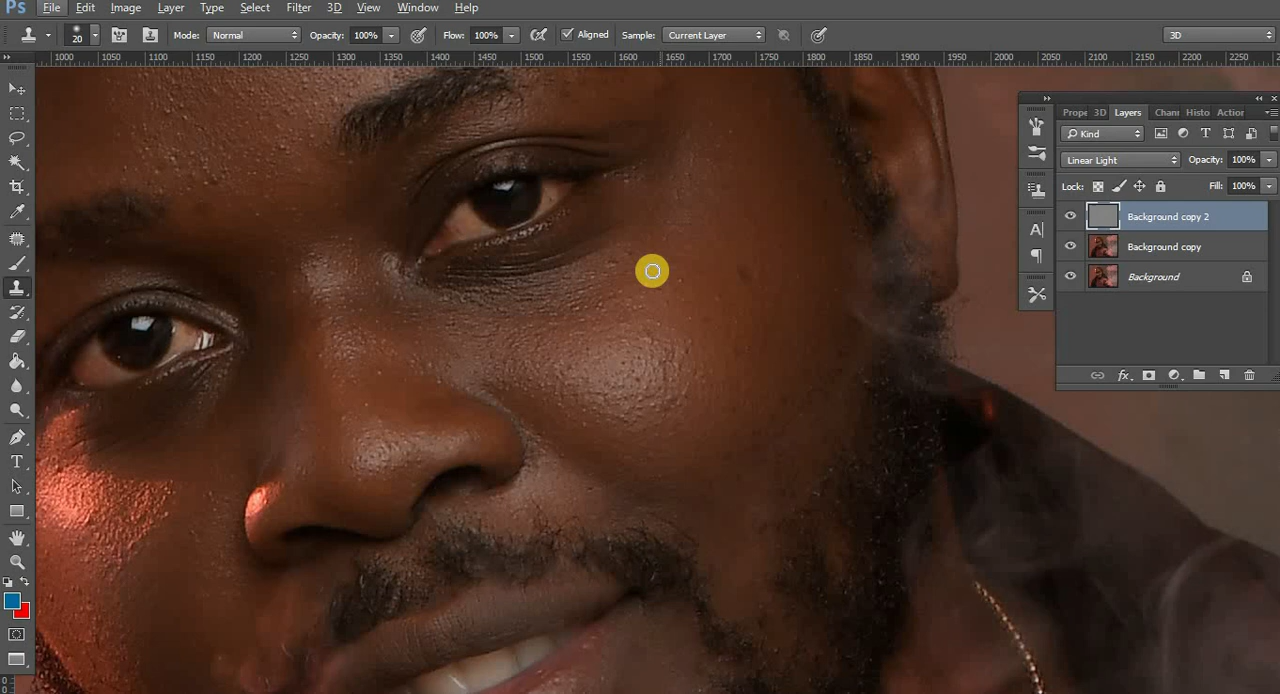 Ps File Edit Image Layer Type Select Filter 3D View Window Help
20 Mode: Normal Opacity: 100% Flow: 100% Aligned Sample: Current Layer 3D
1000 1050 1100 1150 1200 1250 1300 1350 1400 1450 1500 1550 1600 1650 1700 1750 1800 1850 1900 1950 2000 2050 2100 2150 2200 2250
Prope 3D Layers Chann Histo Action
Kind
Linear Light Opacity: 100%
Lock: Fill: 100%
Background copy 2
Background copy
Background